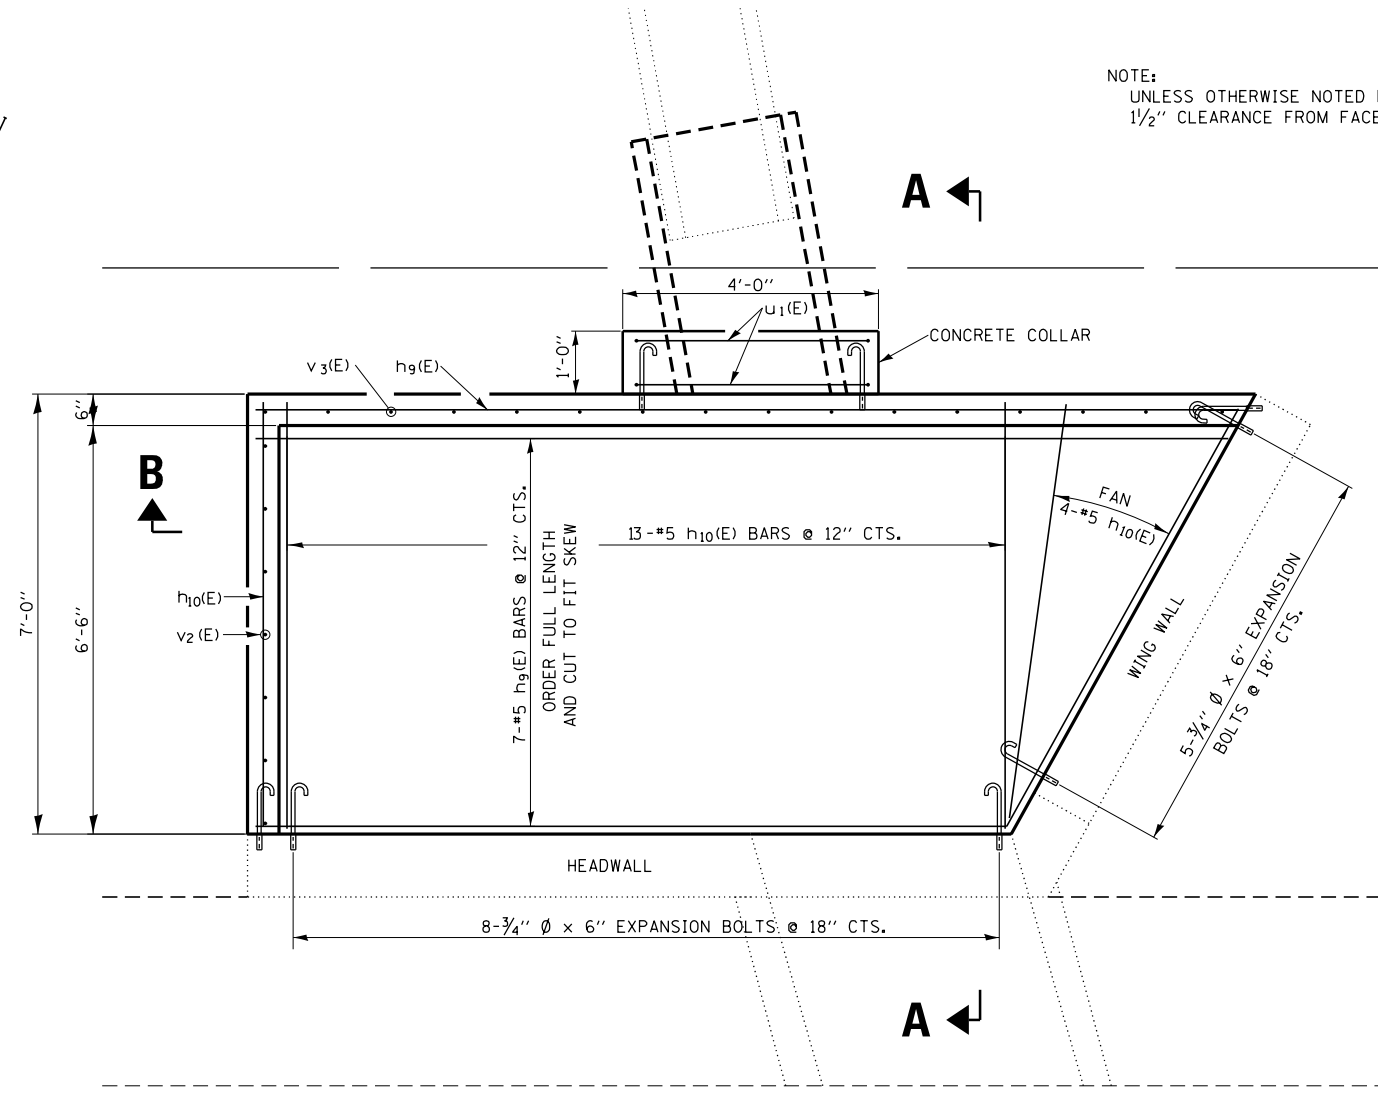 NOTE:
UNLESS OTHERWISE NOTED
1 1/2" CLEARANCE FROM FACE
A
4'-0"
u1(E)
CONCRETE COLLAR
1'-0"
v3(E)
h9(E)
6"
B
7'-0"
6'-6"
h10(E)
v2(E)
13-#5 h10(E) BARS @ 12" CTS.
7-#5 h9(E) BARS @ 12" CTS.
ORDER FULL LENGTH
AND CUT TO FIT SKEW
FAN
4-#5 h10(E)
WING WALL
5-3/4" Ø x 6" EXPANSION
BOLTS @ 18" CTS.
HEADWALL
8-3/4" Ø x 6" EXPANSION BOLTS @ 18" CTS.
A